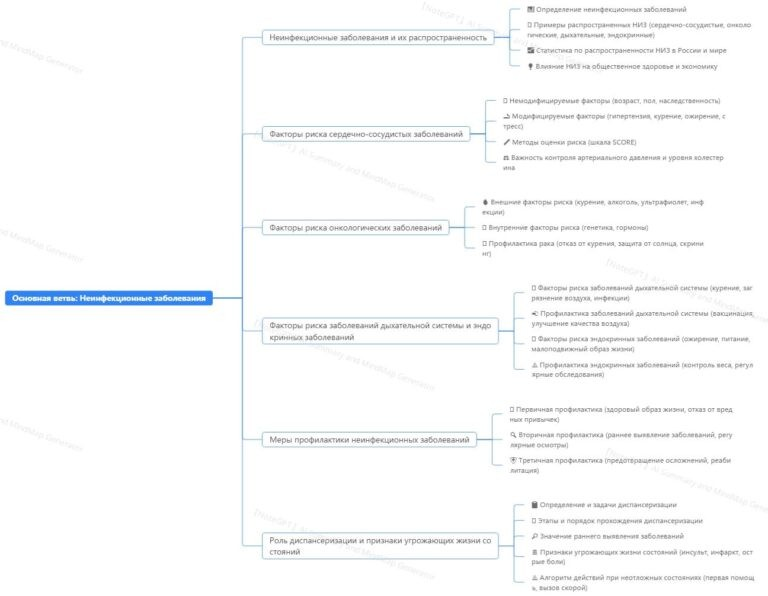 Основная ветвь: Неинфекционные заболевания
Неинфекционные заболевания и их распространенность
Определение неинфекционных заболеваний
Примеры распространенных НИЗ (сердечно-сосудистые, онколо
гические, дыхательные, эндокринные)
Статистика по распространенности НИЗ в России и мире
Влияние НИЗ на общественное здоровье и экономику
Факторы риска сердечно-сосудистых заболеваний
Немодифицируемые факторы (возраст, пол, наследственность)
Модифицируемые факторы (гипертензия, курение, ожирение, с
тресс)
Методы оценки риска (шкала SCORE)
Важность контроля артериального давления и уровня холестер
ина
Факторы риска онкологических заболеваний
Внешние факторы риска (курение, алкоголь, ультрафиолет, инф
екции)
Внутренние факторы риска (генетика, гормоны)
Профилактика рака (отказ от курения, защита от солнца, скрини
нг)
Факторы риска заболеваний дыхательной системы и эндо
кринных заболеваний
Факторы риска заболеваний дыхательной системы (курение, заг
рязнение воздуха, инфекции)
Профилактика заболеваний дыхательной системы (вакцинация,
улучшение качества воздуха)
Факторы риска эндокринных заболеваний (ожирение, питание,
малоподвижный образ жизни)
Профилактика эндокринных заболеваний (контроль веса, регул
ярные обследования)
Меры профилактики неинфекционных заболеваний
Первичная профилактика (здоровый образ жизни, отказ от вред
ных привычек)
Вторичная профилактика (раннее выявление заболеваний, регу
лярные осмотры)
Третичная профилактика (предотвращение осложнений, реаби
литация)
Роль диспансеризации и признаки угрожающих жизни со
стояний
Определение и задачи диспансеризации
Этапы и порядок прохождения диспансеризации
Значение раннего выявления заболеваний
Признаки угрожающих жизни состояний (инсульт, инфаркт, ост
рые боли)
Алгоритм действий при неотложных состояниях (первая помощ
ь, вызов скорой)
[NoteGPT]. AI Summary and MindMap Generator